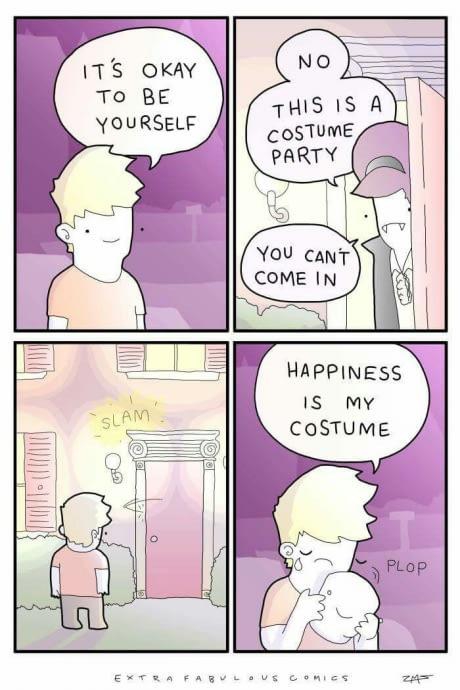 IT'S OKAY
TO BE
YOURSELF
NO
THIS IS A
COSTUME
PARTY
YOU CAN'T
COME IN
SLAM
HAPPINESS
IS MY
COSTUME
PLOP
EXTRA FABULOUS COMICS